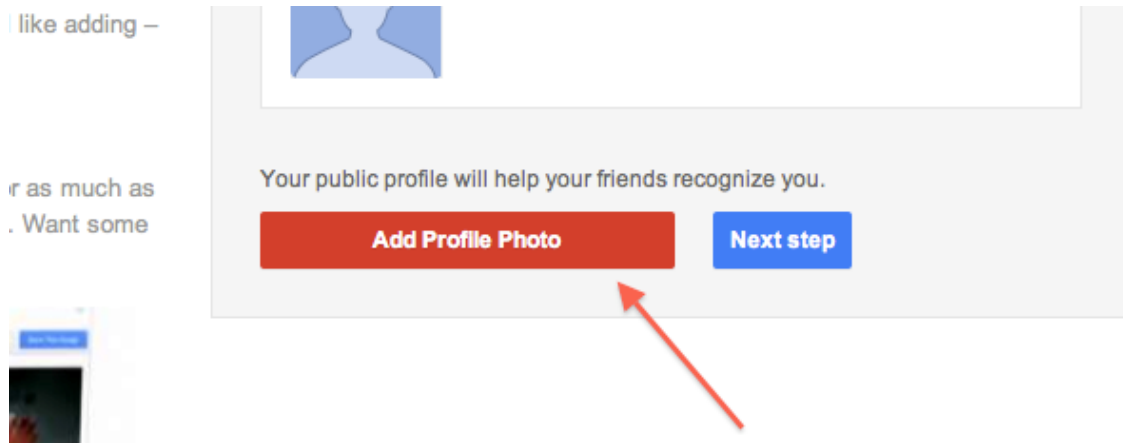 like adding –
Your public profile will help your friends recognize you.
as much as
. Want some
Add Profile Photo
Next step